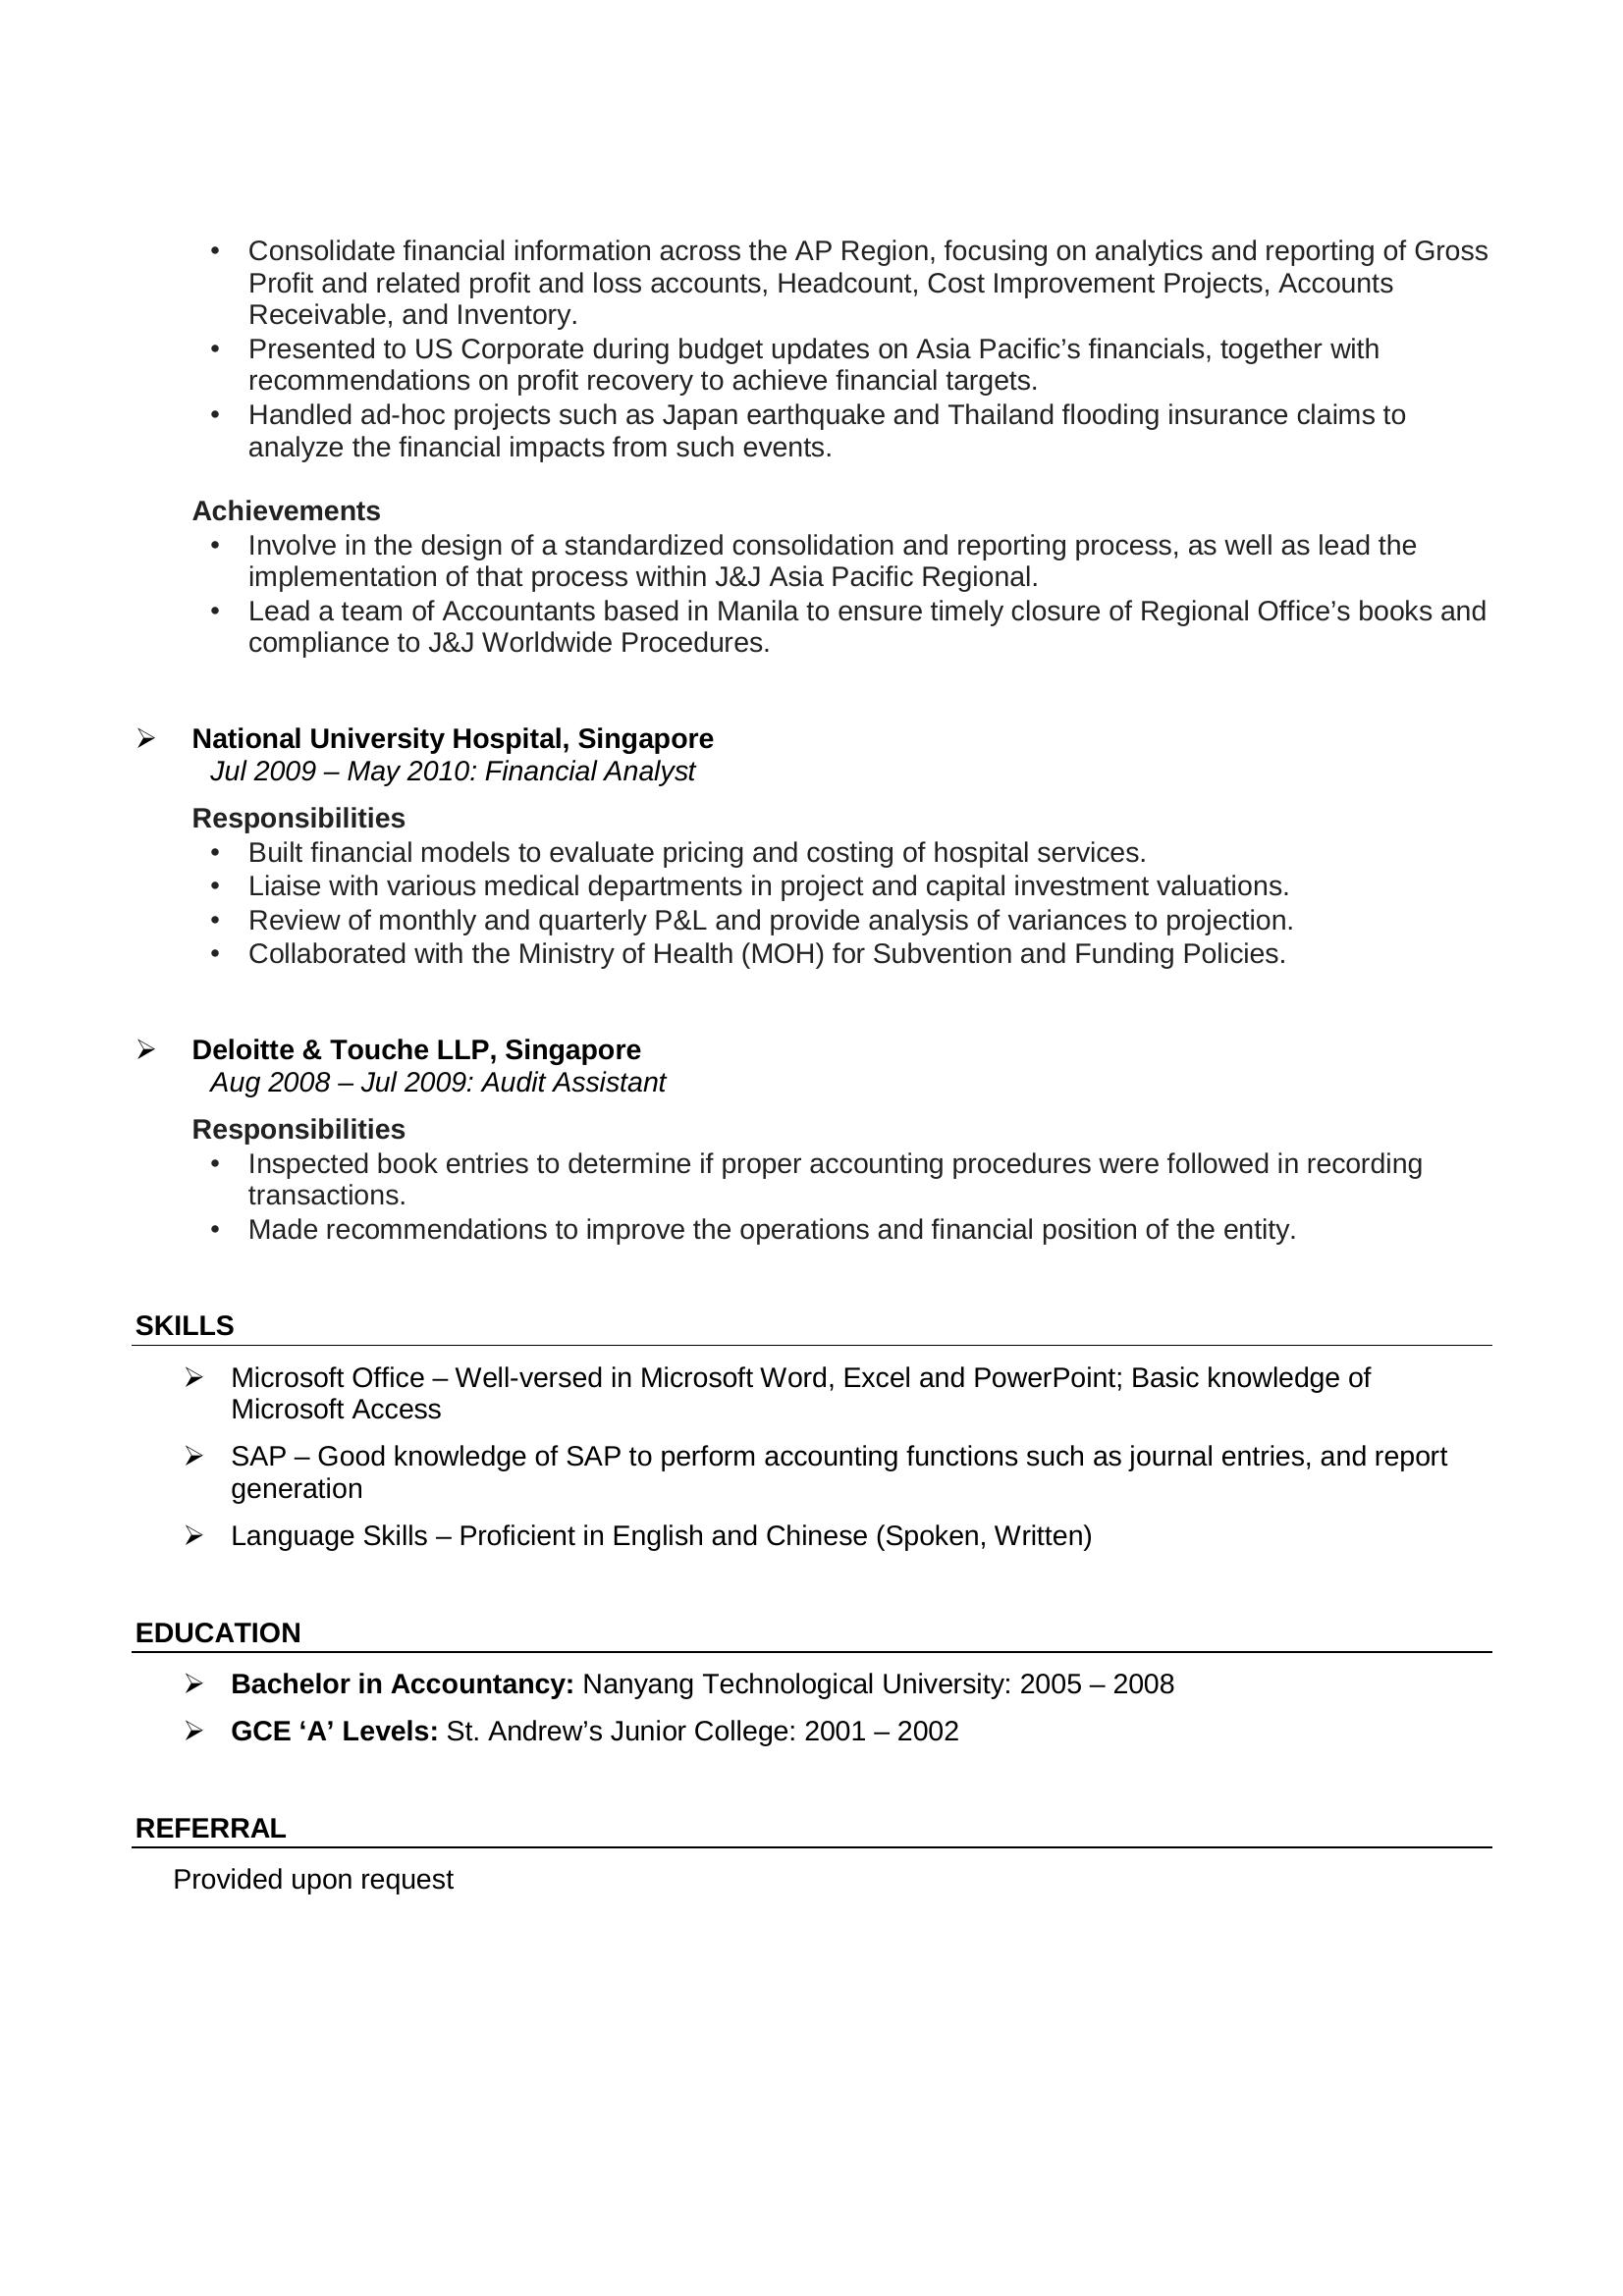 • Consolidate financial information across the AP Region, focusing on analytics and reporting of Gross
Profit and related profit and loss accounts, Headcount, Cost Improvement Projects, Accounts
Receivable, and Inventory.
• Presented to US Corporate during budget updates on Asia Pacific’s financials, together with
recommendations on profit recovery to achieve financial targets.
• Handled ad-hoc projects such as Japan earthquake and Thailand flooding insurance claims to
analyze the financial impacts from such events.
Achievements
• Involve in the design of a standardized consolidation and reporting process, as well as lead the
implementation of that process within J&J Asia Pacific Regional.
• Lead a team of Accountants based in Manila to ensure timely closure of Regional Office’s books and
compliance to J&J Worldwide Procedures.
➢ National University Hospital, Singapore
Jul 2009 – May 2010: Financial Analyst
Responsibilities
• Built financial models to evaluate pricing and costing of hospital services.
• Liaise with various medical departments in project and capital investment valuations.
• Review of monthly and quarterly P&L and provide analysis of variances to projection.
• Collaborated with the Ministry of Health (MOH) for Subvention and Funding Policies.
➢ Deloitte & Touche LLP, Singapore
Aug 2008 – Jul 2009: Audit Assistant
Responsibilities
• Inspected book entries to determine if proper accounting procedures were followed in recording
transactions.
• Made recommendations to improve the operations and financial position of the entity.
SKILLS
➢ Microsoft Office – Well-versed in Microsoft Word, Excel and PowerPoint; Basic knowledge of
Microsoft Access
➢ SAP – Good knowledge of SAP to perform accounting functions such as journal entries, and report
generation
➢ Language Skills – Proficient in English and Chinese (Spoken, Written)
EDUCATION
➢ Bachelor in Accountancy: Nanyang Technological University: 2005 – 2008
➢ GCE ‘A’ Levels: St. Andrew’s Junior College: 2001 – 2002
REFERRAL
Provided upon request